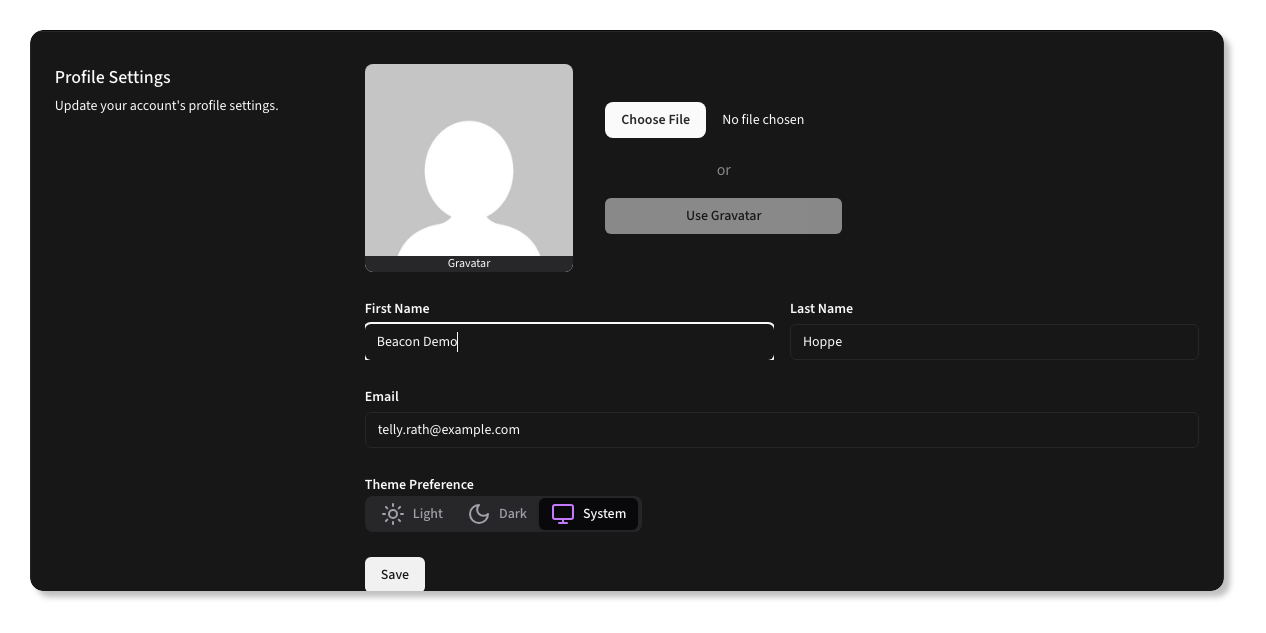 Profile Settings
Update your account's profile settings.
Gravatar
Choose File
No file chosen
or
Use Gravatar
First Name
Beacon Demo
Last Name
Hoppe
Email
telly.rath@example.com
Theme Preference
Light
Dark
System
Save